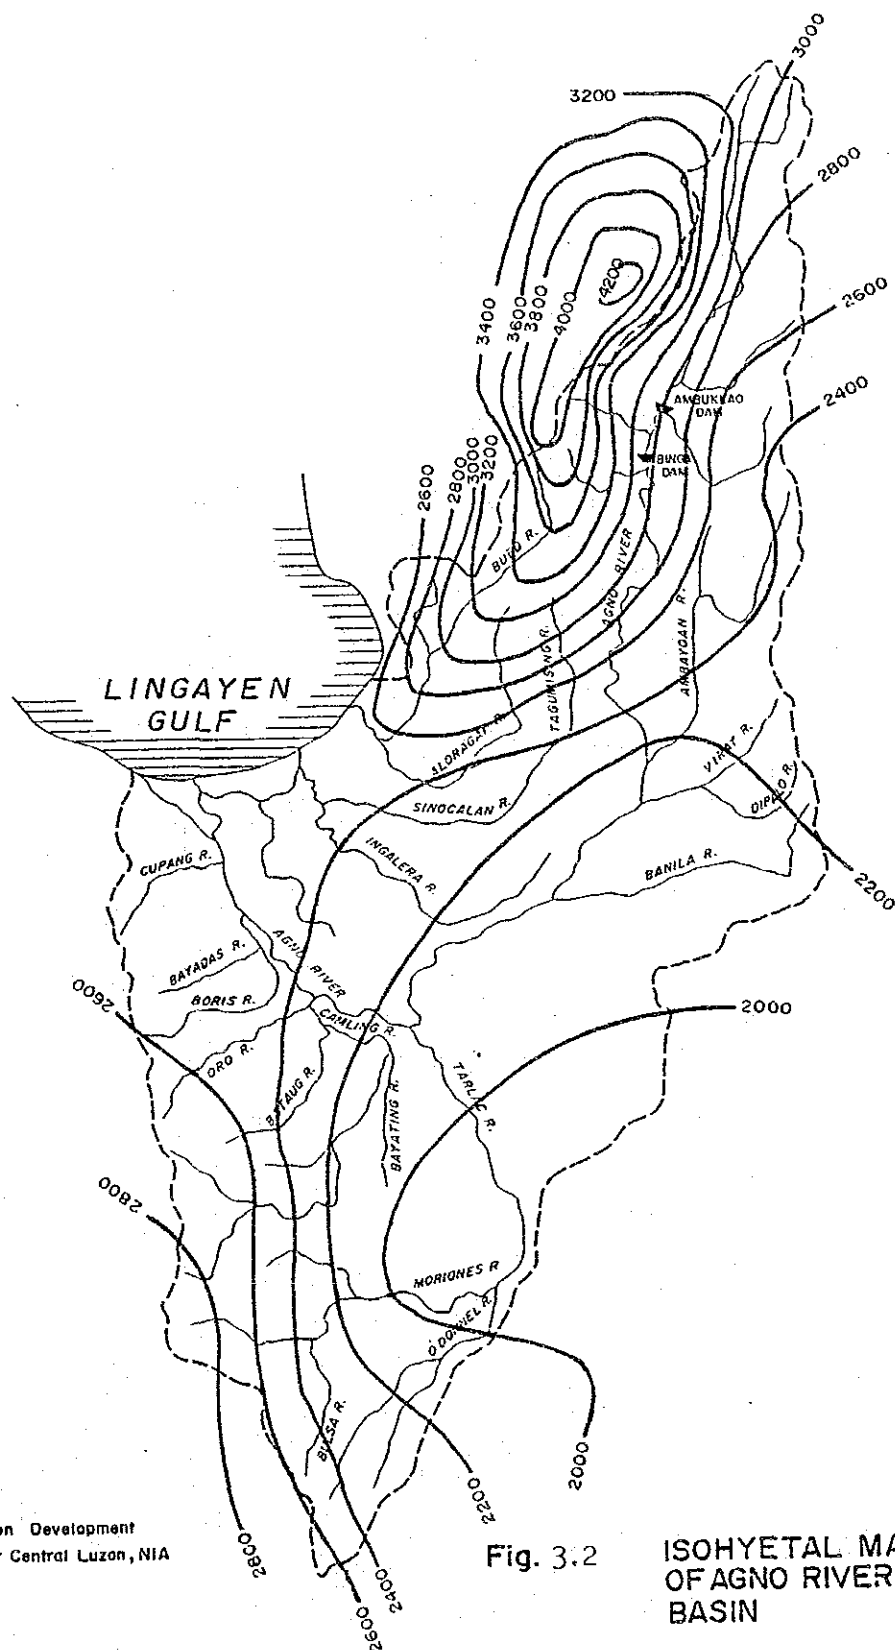 3000
3200
2800
4200
3400
3600
3800
4000
2600
2400
AMBUKLAO
DAM
BINGA
DAM
2600
2800
3000
3200
BUED R.
AGNO RIVER
TAGUMISING R.
AMBAYOAN R.
LINGAYEN
GULF
ALORAGAT R.
VIRAY R.
DIPALO R.
SINOCALAN R.
INGALERA R.
BANILA R.
CUPANG R.
2200
AGNO RIVER
BAYAOAS R.
BORIS R.
2600
CAMLING R.
2000
ORO R.
BATAUG R.
BAYATING R.
TARLAC R.
2800
MORIONES R
O'DONNEL R.
BULSA R.
2000
2200
2800
2400
2600
on Development
Central Luzon, NIA
Fig. 3.2
ISOHYETAL MA
OF AGNO RIVER
BASIN